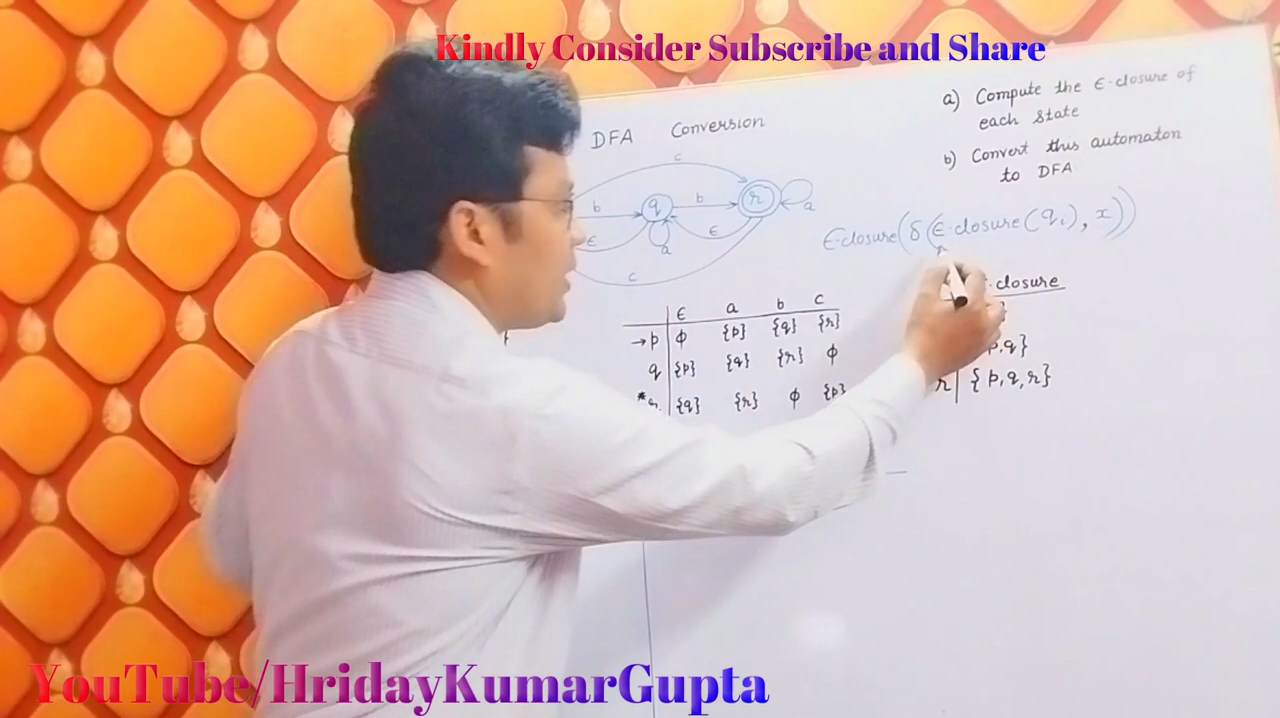 Kindly Consider Subscribe and Share
DFA Conversion
a) Compute the ε-closure of
each state
b) Convert this automaton
to DFA
c
b q b r a
ε a ε
c
ε-closure(δ(ε-closure(qi), x))
ε a b c
→p ϕ {p} {q} {r}
q {p} {q} {r} ϕ
*r {q} {r} ϕ {p}
closure
}
p,q}
r {p,q,r}
YouTube/HridayKumarGupta